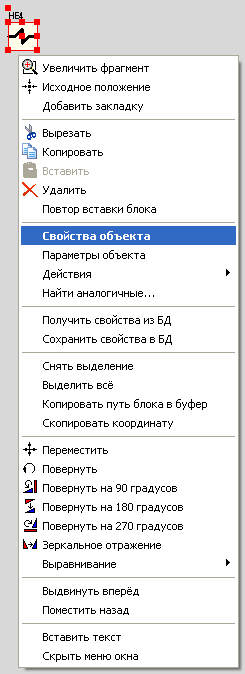 НЕ4
Увеличить фрагмент
Исходное положение
Добавить закладку
Вырезать
Копировать
Вставить
Удалить
Повтор вставки блока
Свойства объекта
Параметры объекта
Действия
Найти аналогичные...
Получить свойства из БД
Сохранить свойства в БД
Снять выделение
Выделить всё
Копировать путь блока в буфер
Скопировать координату
Переместить
Повернуть
Повернуть на 90 градусов
Повернуть на 180 градусов
Повернуть на 270 градусов
Зеркальное отражение
Выравнивание
Выдвинуть вперёд
Поместить назад
Вставить текст
Скрыть меню окна